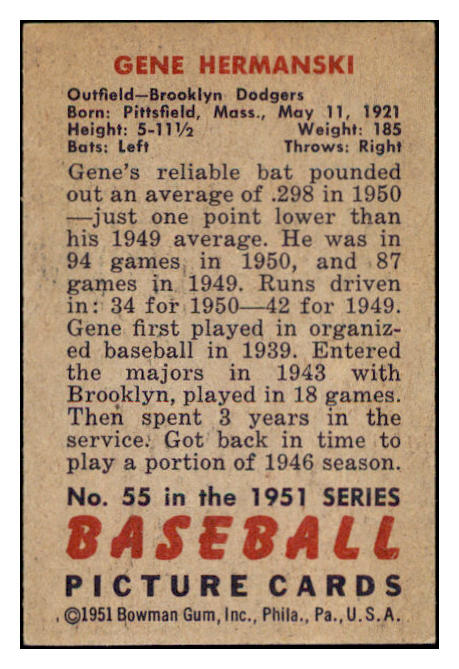 GENE HERMANSKI
Outfield—Brooklyn Dodgers
Born: Pittsfield, Mass., May 11, 1921
Height: 5-11½ Weight: 185
Bats: Left Throws: Right
Gene's reliable bat pounded
out an average of .298 in 1950
—just one point lower than
his 1949 average. He was in
94 games in 1950, and 87
games in 1949. Runs driven
in: 34 for 1950—42 for 1949.
Gene first played in organiz-
ed baseball in 1939. Entered
the majors in 1943 with
Brooklyn, played in 18 games.
Then spent 3 years in the
service. Got back in time to
play a portion of 1946 season.
No. 55 in the 1951 SERIES
BASEBALL
PICTURE CARDS
©1951 Bowman Gum, Inc., Phila., Pa., U.S.A.